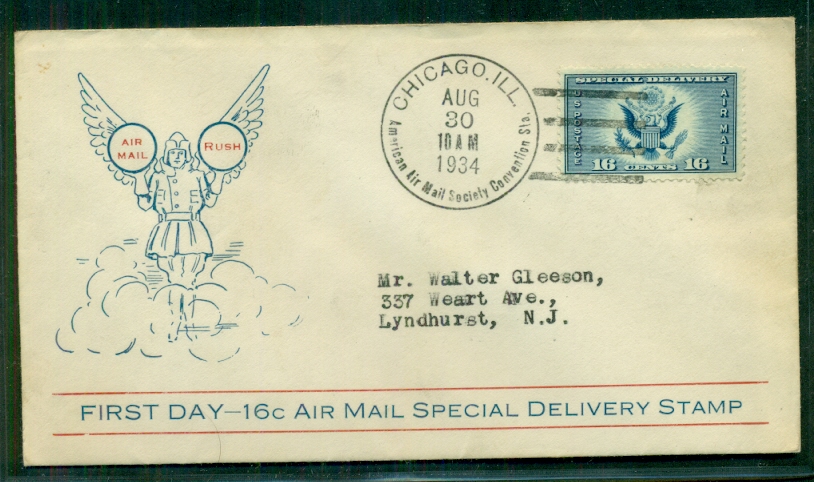 AIR
MAIL
RUSH
CHICAGO, ILL.
AUG
30
10 AM
1934
American Air Mail Society Convention Sta.
SPECIAL DELIVERY
U S POSTAGE
AIR MAIL
16 CENTS 16
Mr. Walter Gleeson,
337 Weart Ave.,
Lyndhurst, N.J.
FIRST DAY—16c AIR MAIL SPECIAL DELIVERY STAMP